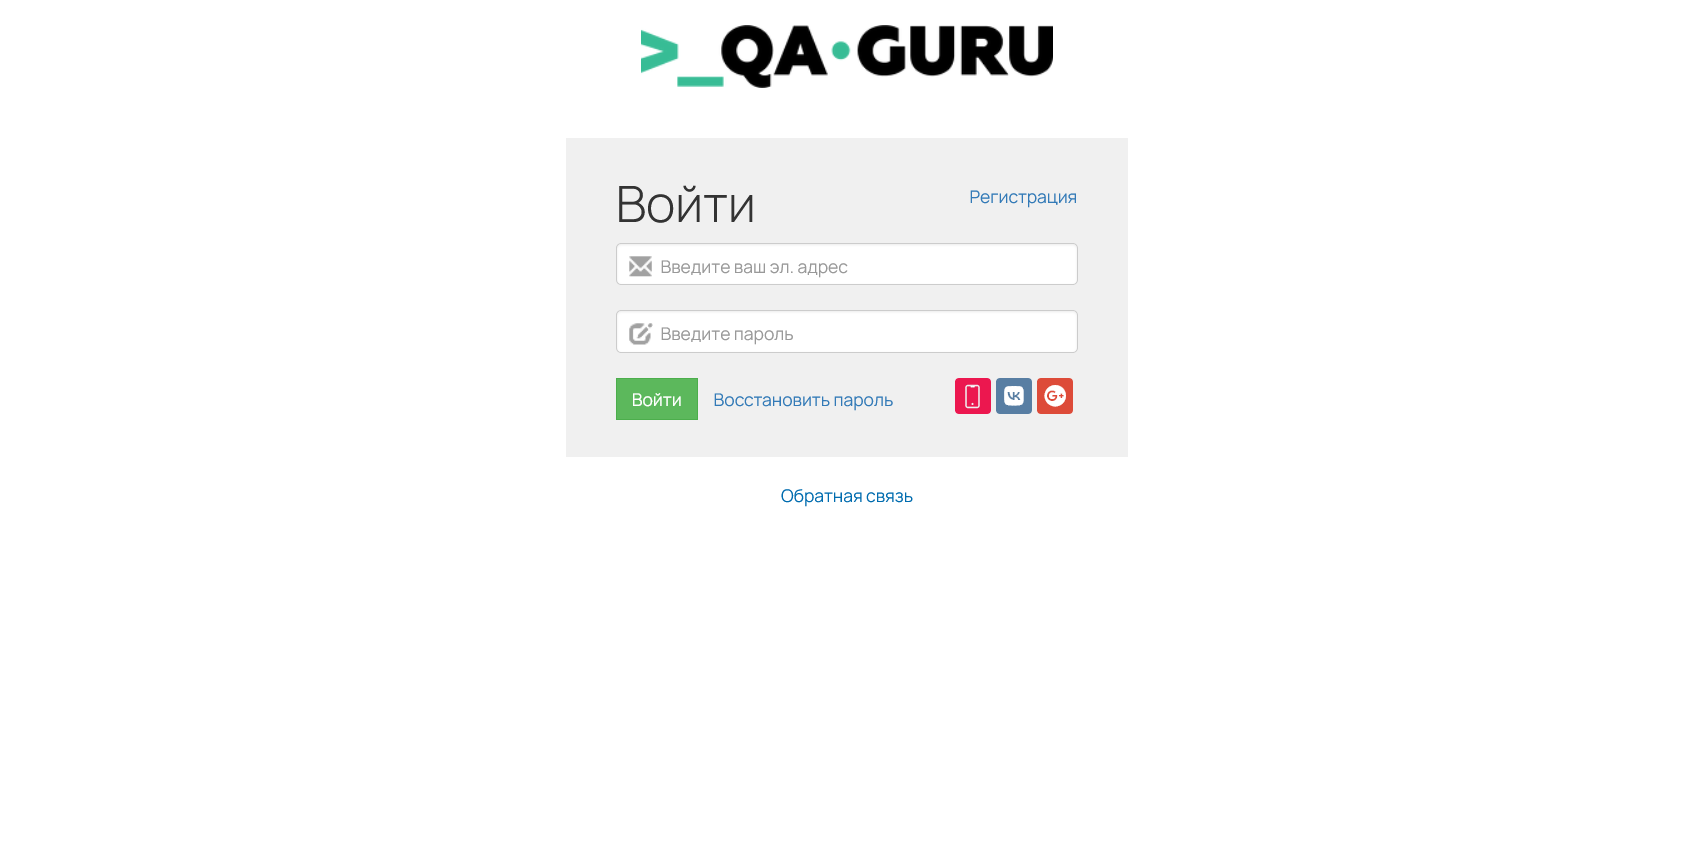 >_QA•GURU
Войти
Регистрация
Введите ваш эл. адрес
Введите пароль
Войти
Восстановить пароль
Обратная связь